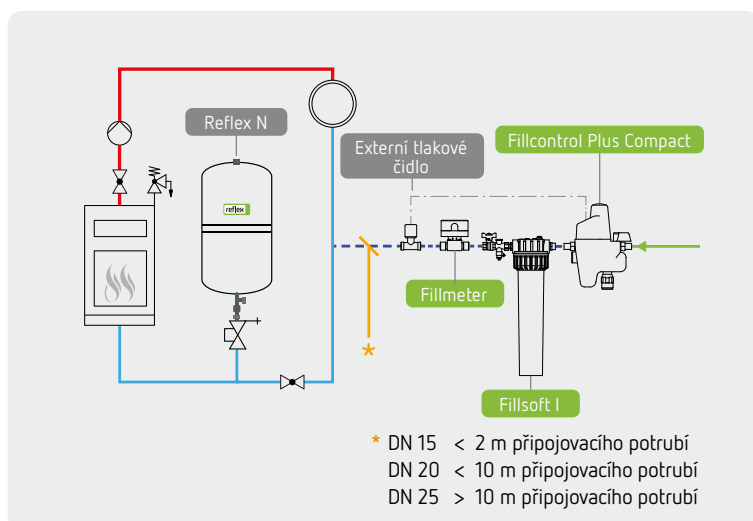 Reflex N
reflex
Externí tlakové
čidlo
Fillcontrol Plus Compact
Fillmeter
*
Fillsoft I
* DN 15 < 2 m připojovacího potrubí
DN 20 < 10 m připojovacího potrubí
DN 25 > 10 m připojovacího potrubí